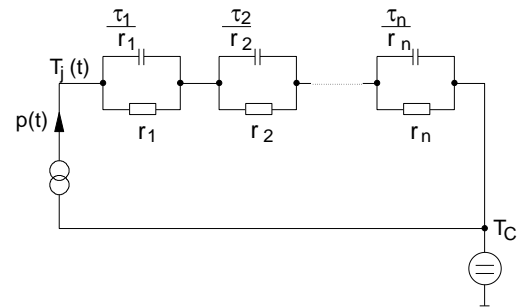 τ1 τ2 τn
r1 r2 rn
Tj (t)
r1 r2 rn
p(t)
TC